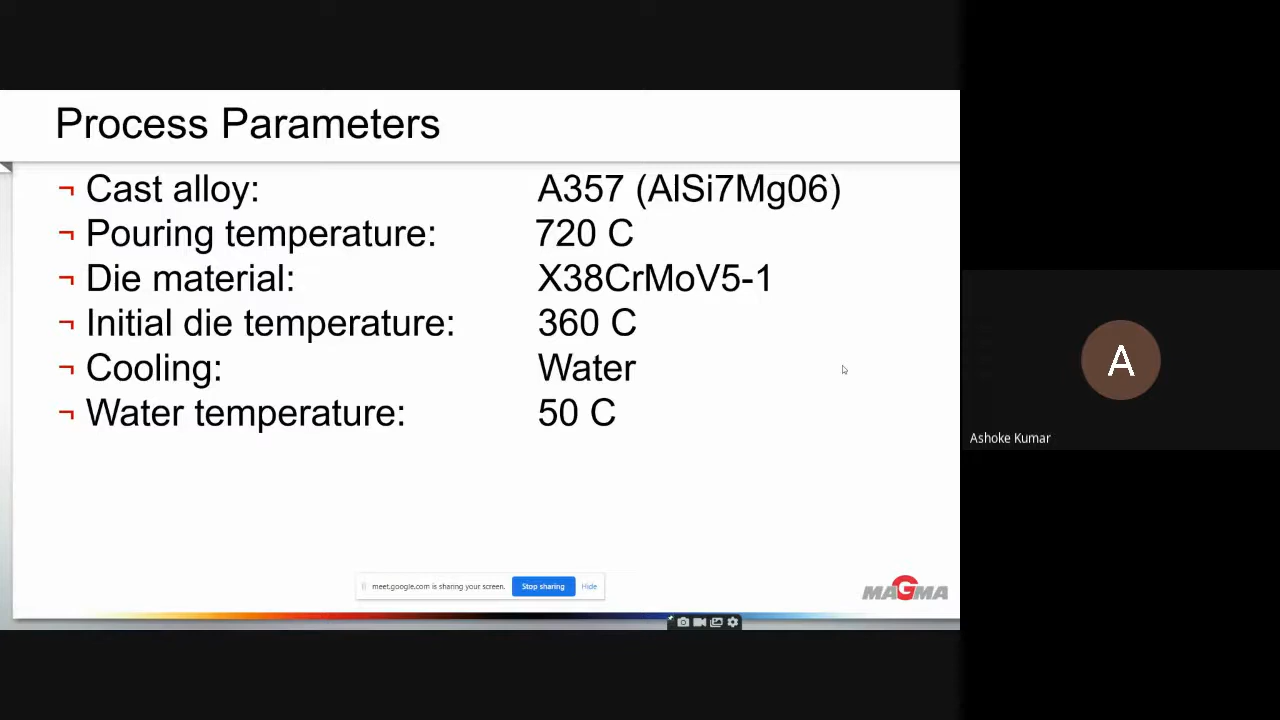 Process Parameters
¬ Cast alloy: A357 (AlSi7Mg06)
¬ Pouring temperature: 720 C
¬ Die material: X38CrMoV5-1
¬ Initial die temperature: 360 C
¬ Cooling: Water
¬ Water temperature: 50 C
meet.google.com is sharing your screen. Stop sharing Hide
MAGMA
A
Ashoke Kumar